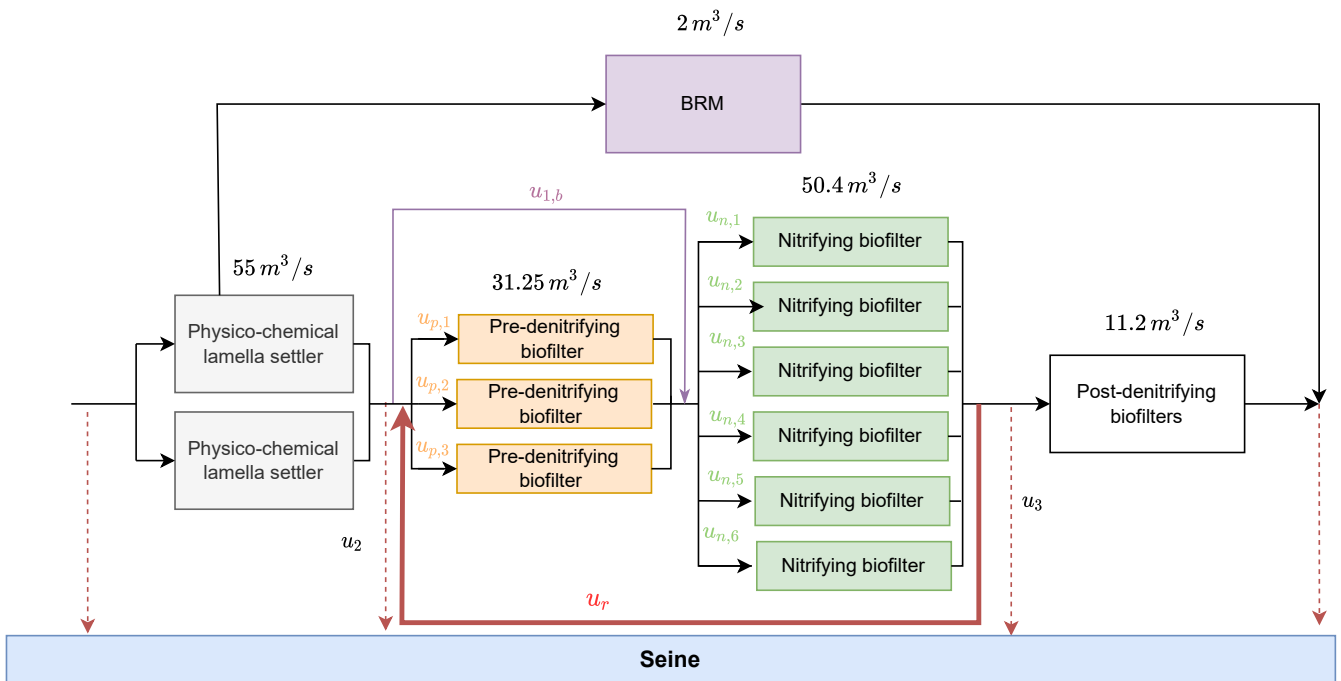 2 m³/s
BRM
u_{1,b}
50.4 m³/s
55 m³/s
31.25 m³/s
11.2 m³/s
Physico-chemical
lamella settler
Physico-chemical
lamella settler
u_{p,1}
Pre-denitrifying
biofilter
u_{p,2}
Pre-denitrifying
biofilter
u_{p,3}
Pre-denitrifying
biofilter
u_{n,1}
Nitrifying biofilter
u_{n,2}
Nitrifying biofilter
u_{n,3}
Nitrifying biofilter
u_{n,4}
Nitrifying biofilter
u_{n,5}
Nitrifying biofilter
u_{n,6}
Nitrifying biofilter
Post-denitrifying
biofilters
u_2
u_3
u_r
Seine